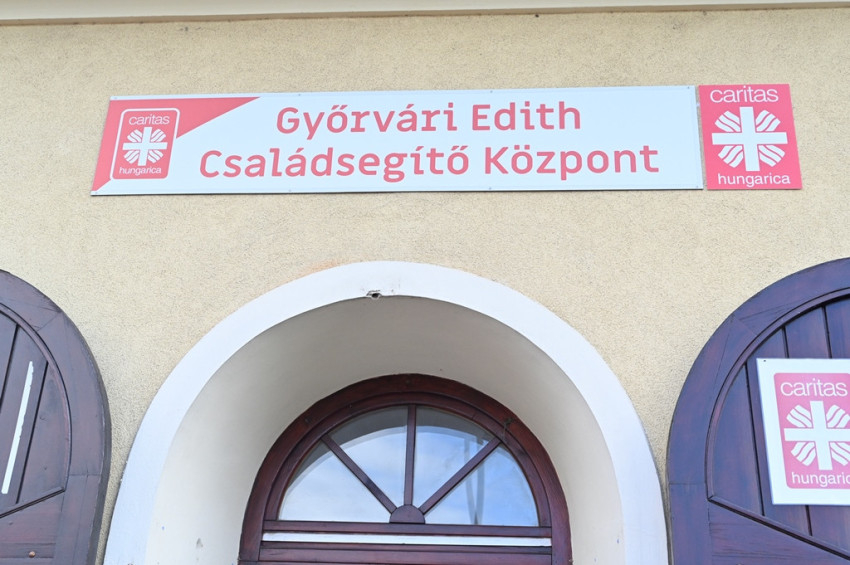 caritas
hungarica
Győrvári Edith
Családsegítő Központ
caritas
hungarica
caritas
hungarica